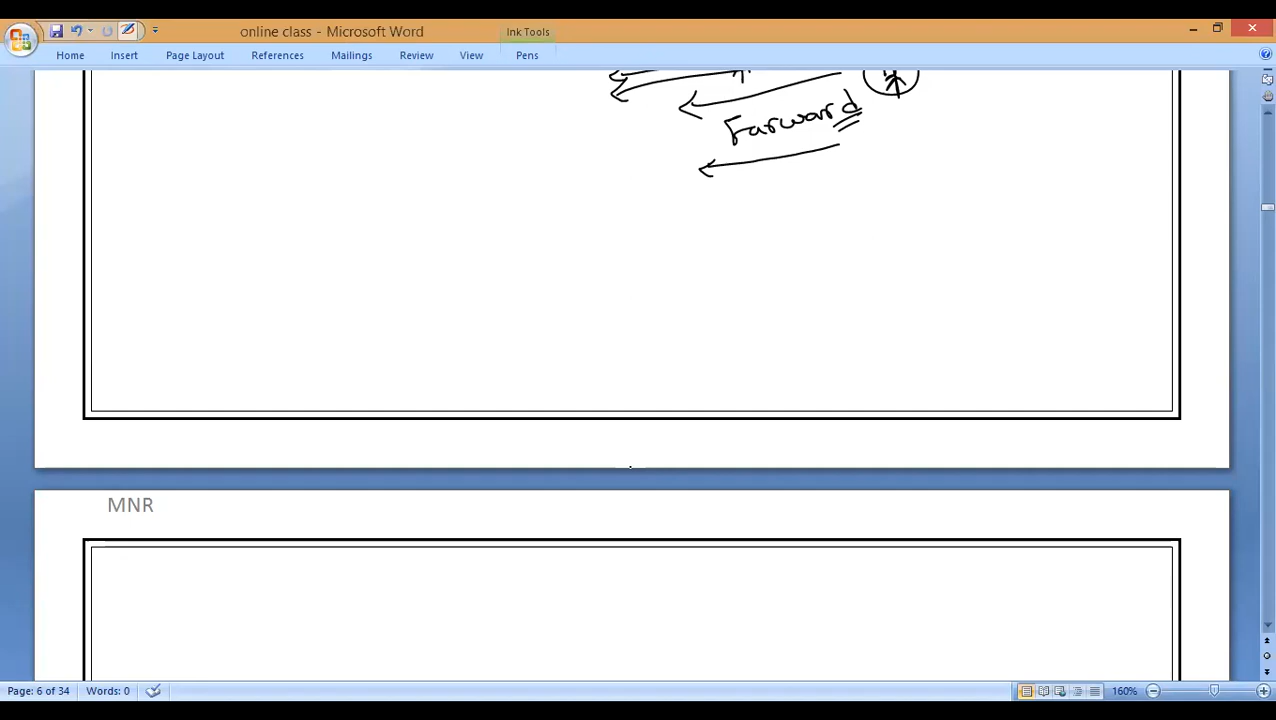 online class - Microsoft Word
Ink Tools
Home
Insert
Page Layout
References
Mailings
Review
View
Pens
Farward
MNR
Page: 6 of 34
Words: 0
160%